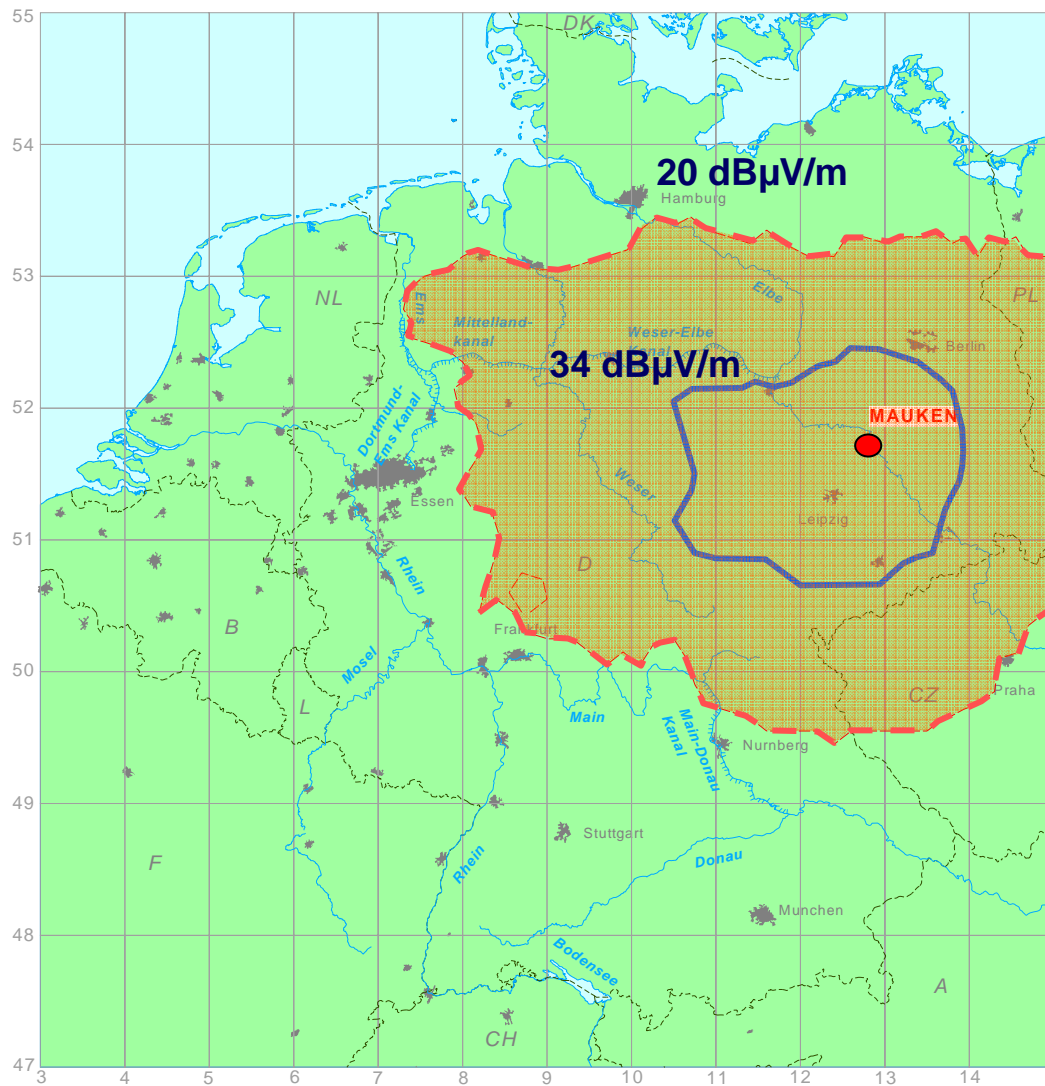 55
DK
54
20 dBµV/m
Hamburg
53
NL
Ems
Elbe
PL
Mittelland-
kanal
Weser-Elbe
Kanal
Berlin
34 dBµV/m
52
Dortmund-
Ems Kanal
MAUKEN
Essen
Weser
Leipzig
51
Rhein
D
B
Frankfurt
50
Mosel
L
Main
Main-Donau
Kanal
CZ
Praha
Nurnberg
49
Stuttgart
F
Rhein
Donau
Munchen
48
Bodensee
A
CH
47
3 4 5 6 7 8 9 10 11 12 13 14